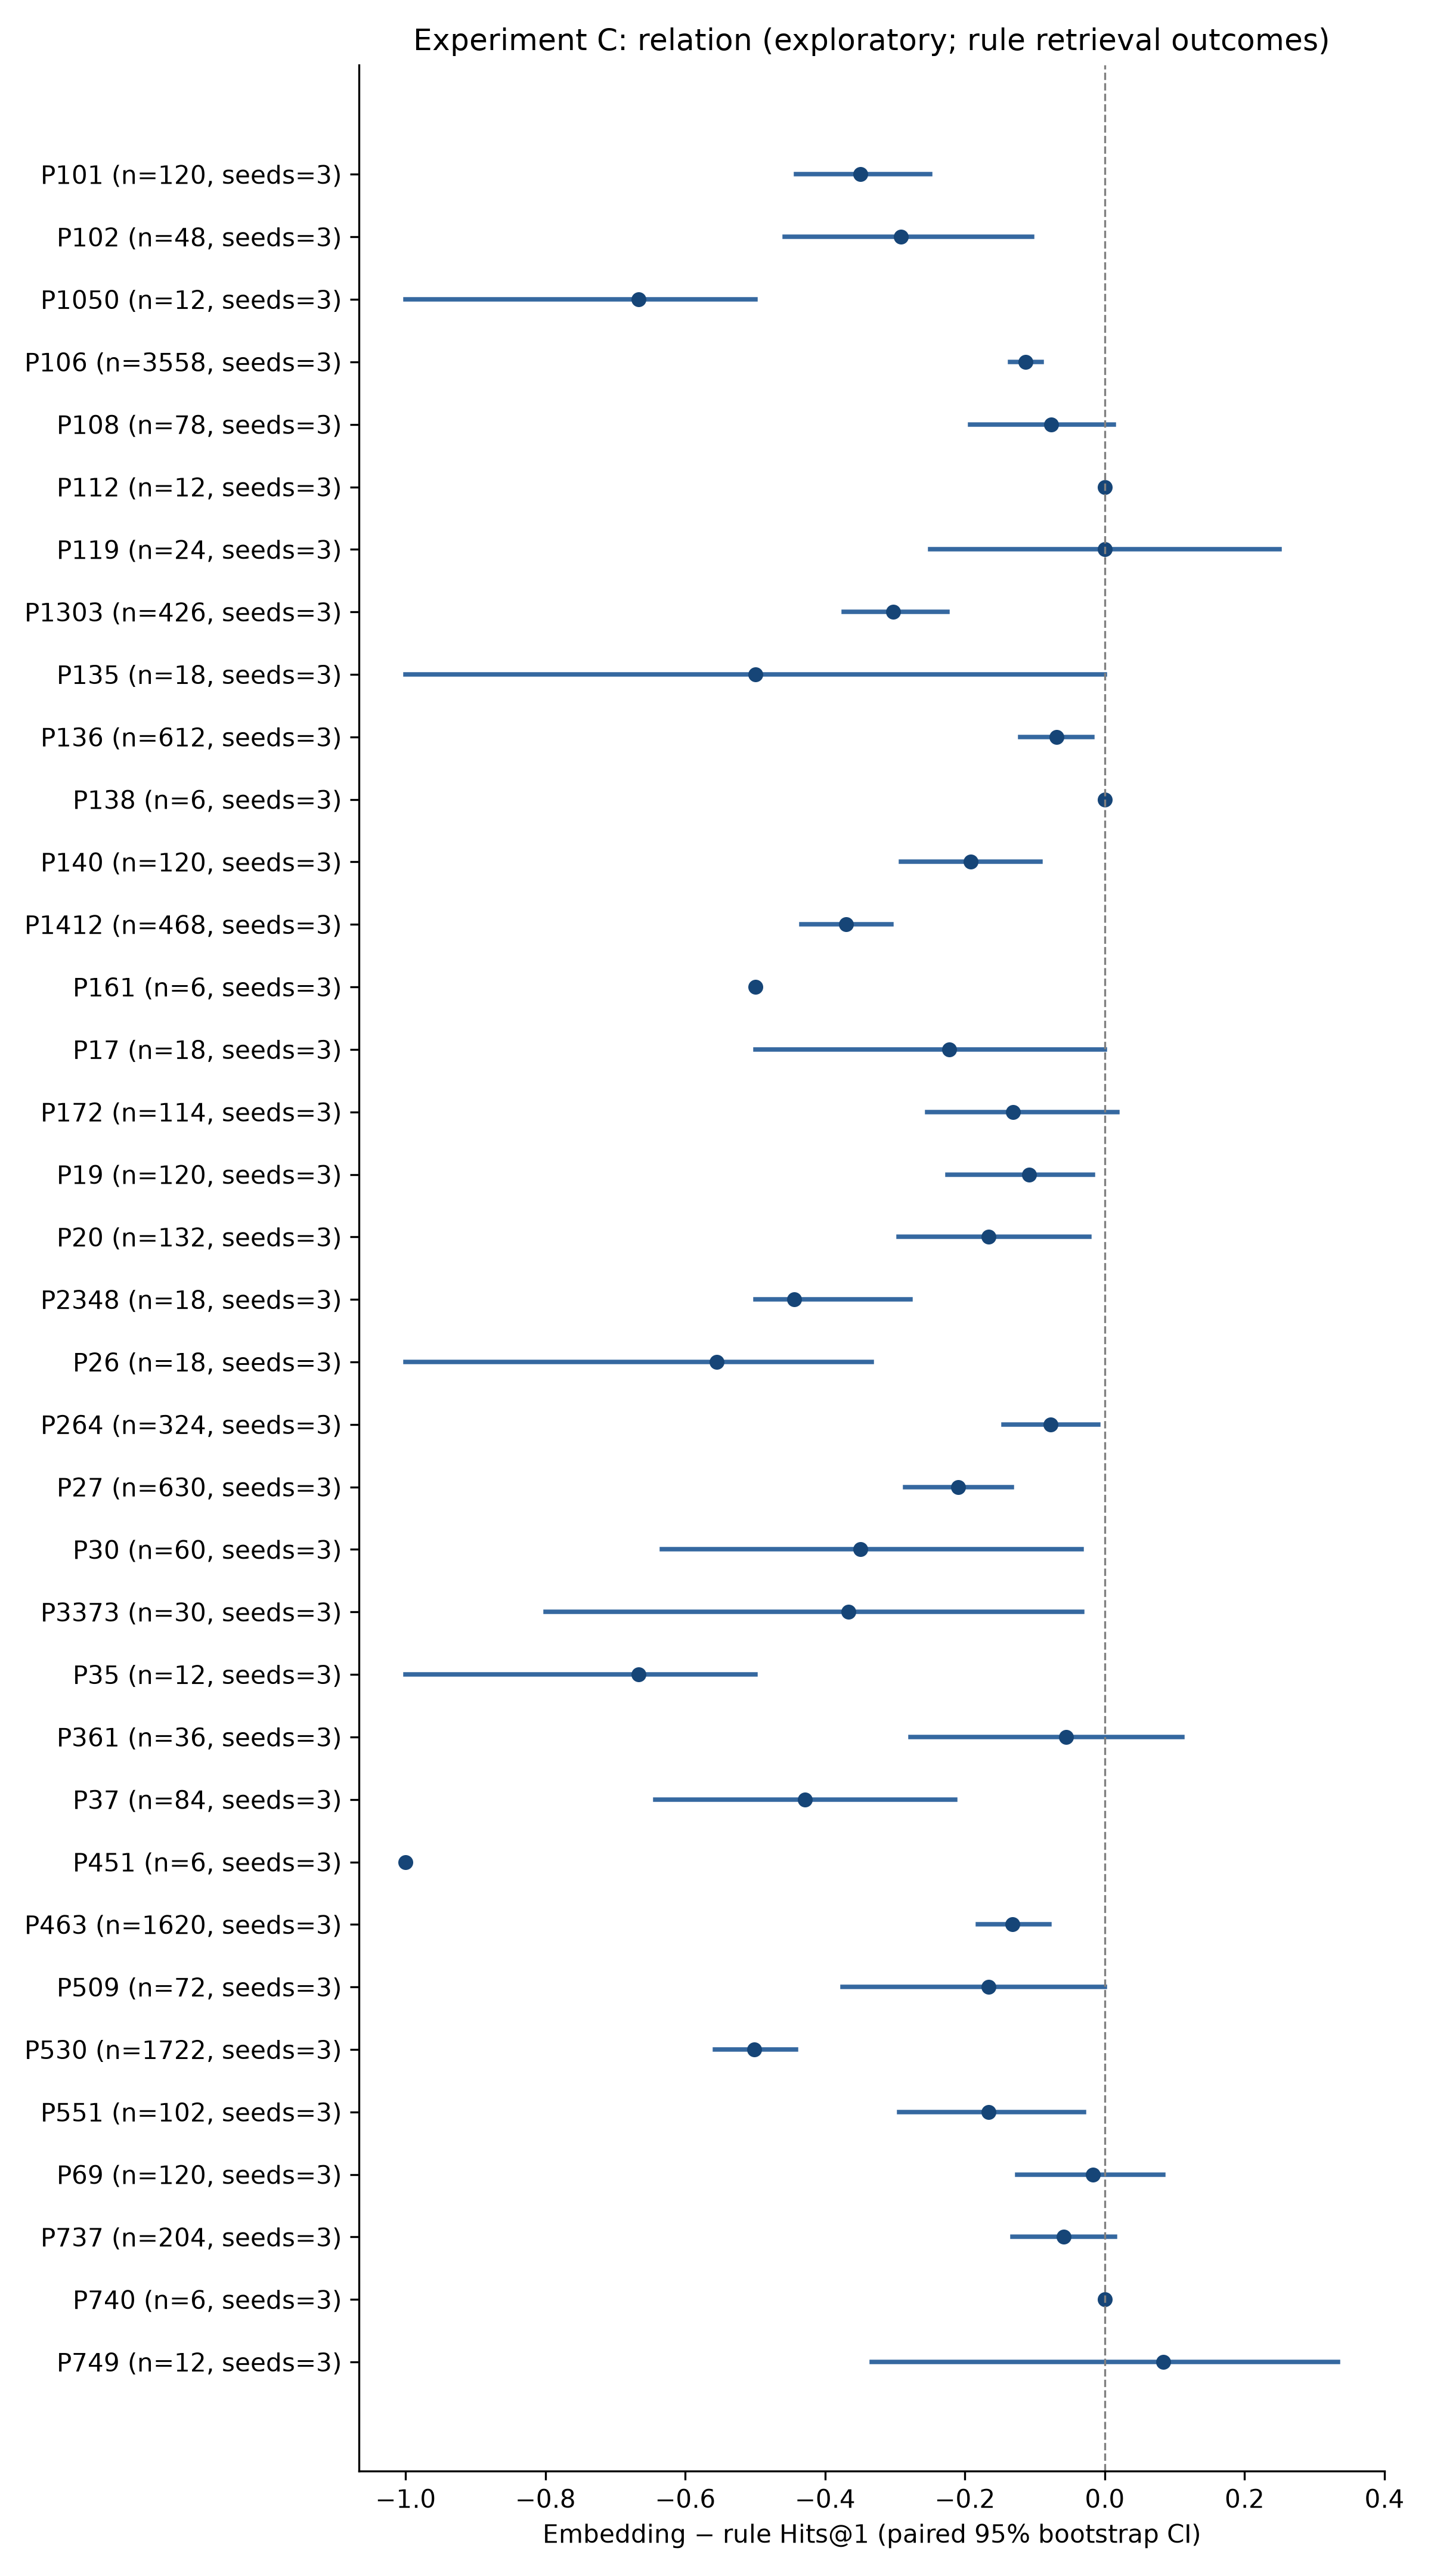 Experiment C: relation (exploratory; rule retrieval outcomes)
P101 (n=120, seeds=3)
P102 (n=48, seeds=3)
P1050 (n=12, seeds=3)
P106 (n=3558, seeds=3)
P108 (n=78, seeds=3)
P112 (n=12, seeds=3)
P119 (n=24, seeds=3)
P1303 (n=426, seeds=3)
P135 (n=18, seeds=3)
P136 (n=612, seeds=3)
P138 (n=6, seeds=3)
P140 (n=120, seeds=3)
P1412 (n=468, seeds=3)
P161 (n=6, seeds=3)
P17 (n=18, seeds=3)
P172 (n=114, seeds=3)
P19 (n=120, seeds=3)
P20 (n=132, seeds=3)
P2348 (n=18, seeds=3)
P26 (n=18, seeds=3)
P264 (n=324, seeds=3)
P27 (n=630, seeds=3)
P30 (n=60, seeds=3)
P3373 (n=30, seeds=3)
P35 (n=12, seeds=3)
P361 (n=36, seeds=3)
P37 (n=84, seeds=3)
P451 (n=6, seeds=3)
P463 (n=1620, seeds=3)
P509 (n=72, seeds=3)
P530 (n=1722, seeds=3)
P551 (n=102, seeds=3)
P69 (n=120, seeds=3)
P737 (n=204, seeds=3)
P740 (n=6, seeds=3)
P749 (n=12, seeds=3)
−1.0 −0.8 −0.6 −0.4 −0.2 0.0 0.2 0.4
Embedding − rule Hits@1 (paired 95% bootstrap CI)